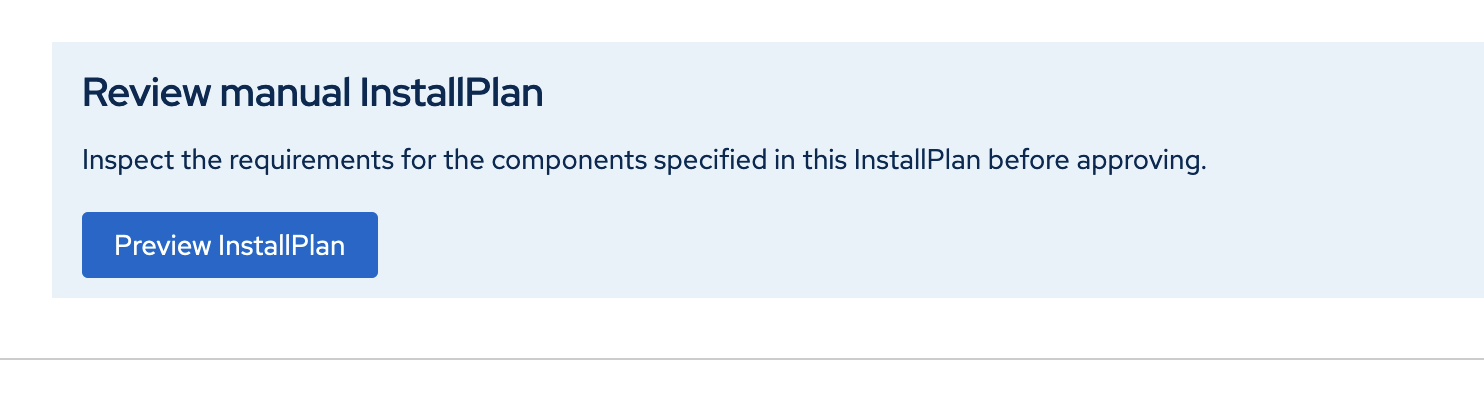 Review manual InstallPlan
Inspect the requirements for the components specified in this InstallPlan before approving.
Preview InstallPlan